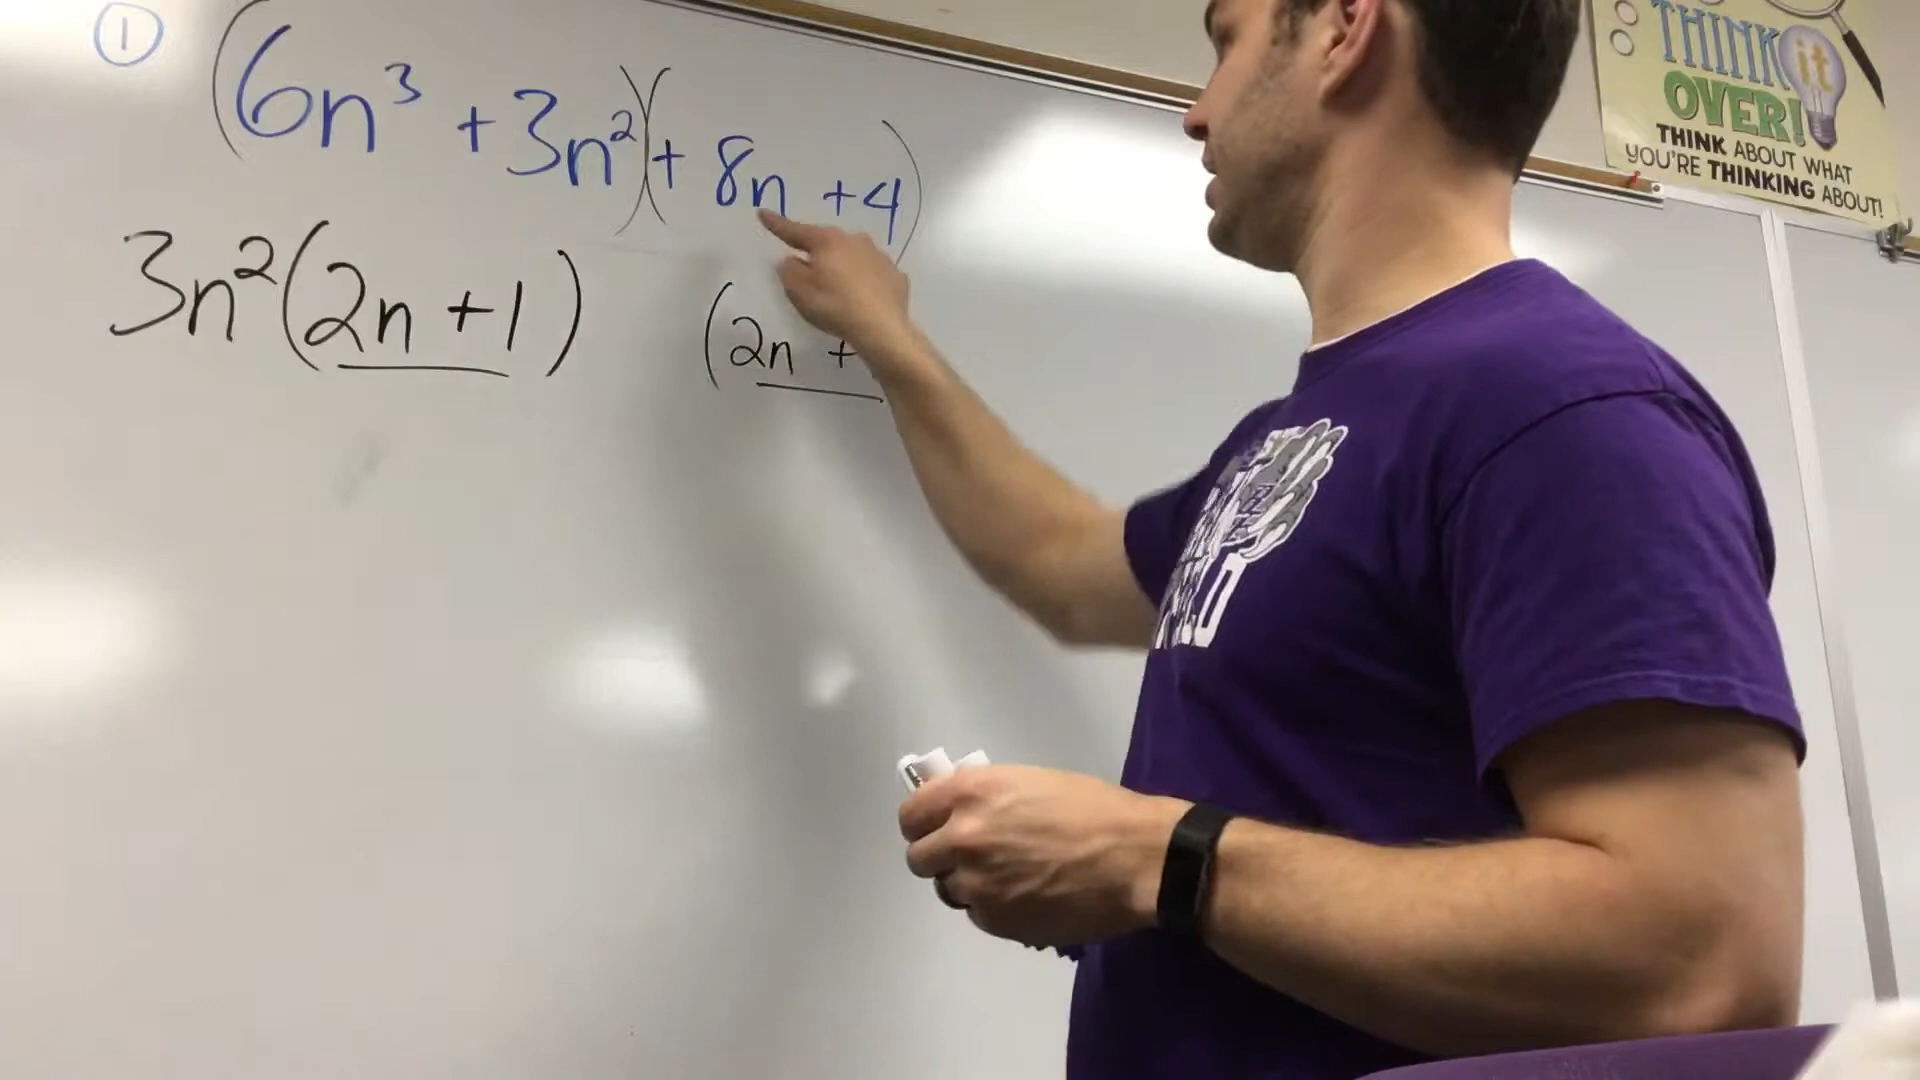 ① (6n³ + 3n²)(+ 8n + 4)
3n²(2n + 1) (2n +
THINK it
OVER!
THINK ABOUT WHAT
YOU'RE THINKING ABOUT!